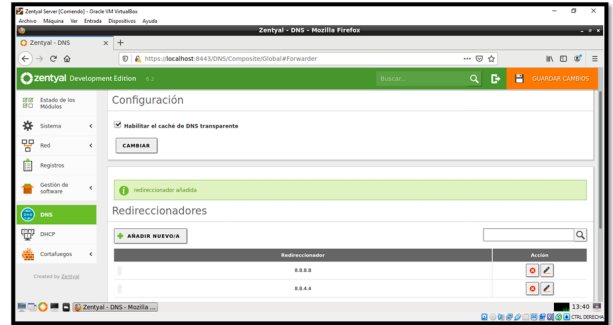 Zentyal Server [Corriendo] - Oracle VM VirtualBox
Archivo Máquina Ver Entrada Dispositivos Ayuda
Zentyal - DNS - Mozilla Firefox
Zentyal - DNS
https://localhost:8443/DNS/Composite/Global#Forwarder
zentyal Development Edition 6.2
Buscar...
GUARDAR CAMBIOS
Estado de los
Módulos
Sistema
Red
Registros
Gestión de
software
DNS
DHCP
Cortafuegos
Created by Zentyal
Configuración
Habilitar el caché de DNS transparente
CAMBIAR
redireccionador añadida
Redireccionadores
AÑADIR NUEVO/A
Redireccionador Acción
8.8.8.8
8.8.4.4
Zentyal - DNS - Mozilla ...
13:40
CTRL DERECHA